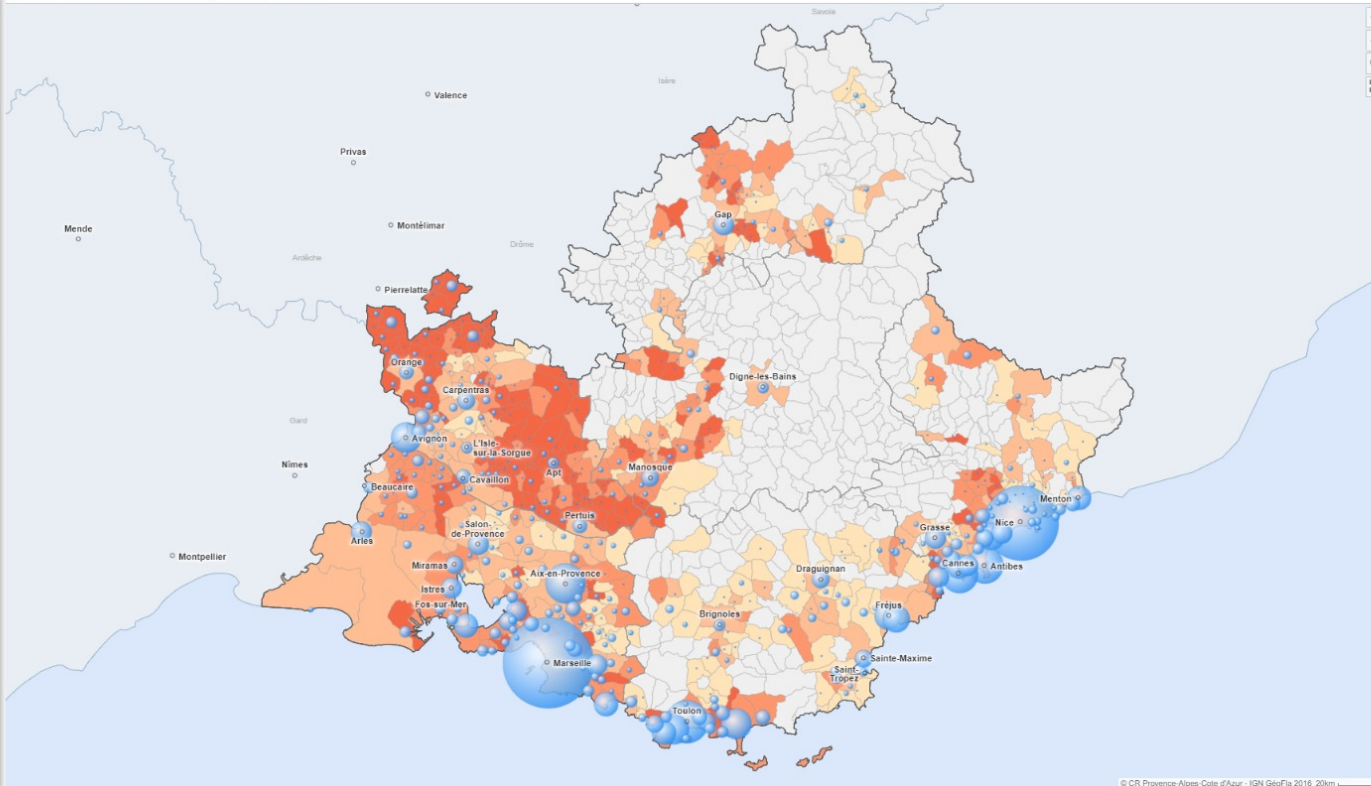 Savoie
Isère
Valence
Privas
Mende
Montélimar
Gap
Drôme
Ardèche
Pierrelatte
Orange
Digne-les-Bains
Carpentras
Gard
Avignon
L'Isle-
sur-la-Sorgue
Nîmes
Apt
Manosque
Cavaillon
Beaucaire
Menton
Pertuis
Nice
Salon-
de-Provence
Grasse
Arles
Montpellier
Miramas
Cannes
Antibes
Aix-en-Provence
Draguignan
Istres
Fos-sur-Mer
Fréjus
Brignoles
Marseille
Sainte-Maxime
Saint-
Tropez
Toulon
© CR Provence-Alpes-Cote d'Azur - IGN GéoFla 2016 20km